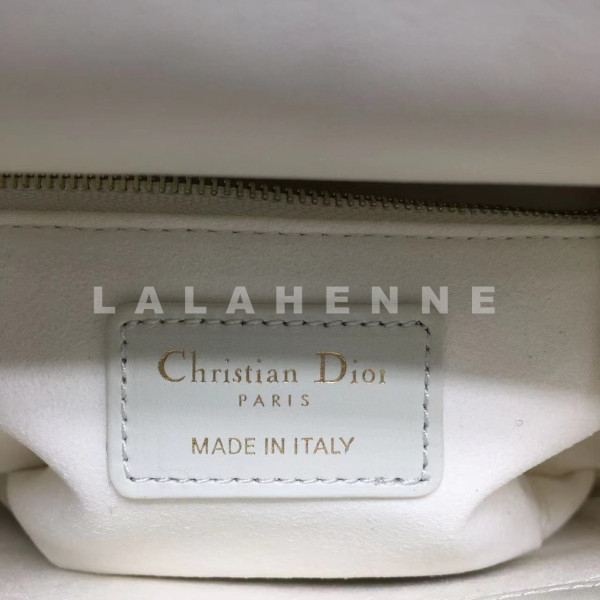 LALAHENNE
Christian Dior
PARIS
MADE IN ITALY